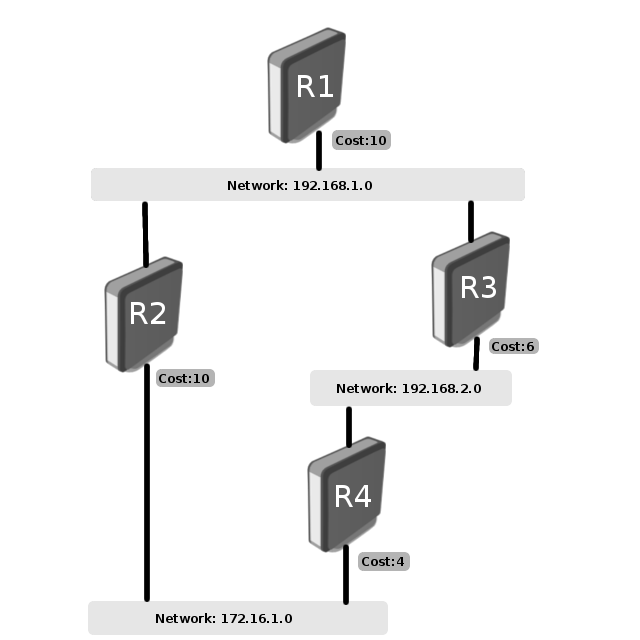 R1
Cost:10
Network: 192.168.1.0
R2
R3
Cost:6
Cost:10
Network: 192.168.2.0
R4
Cost:4
Network: 172.16.1.0